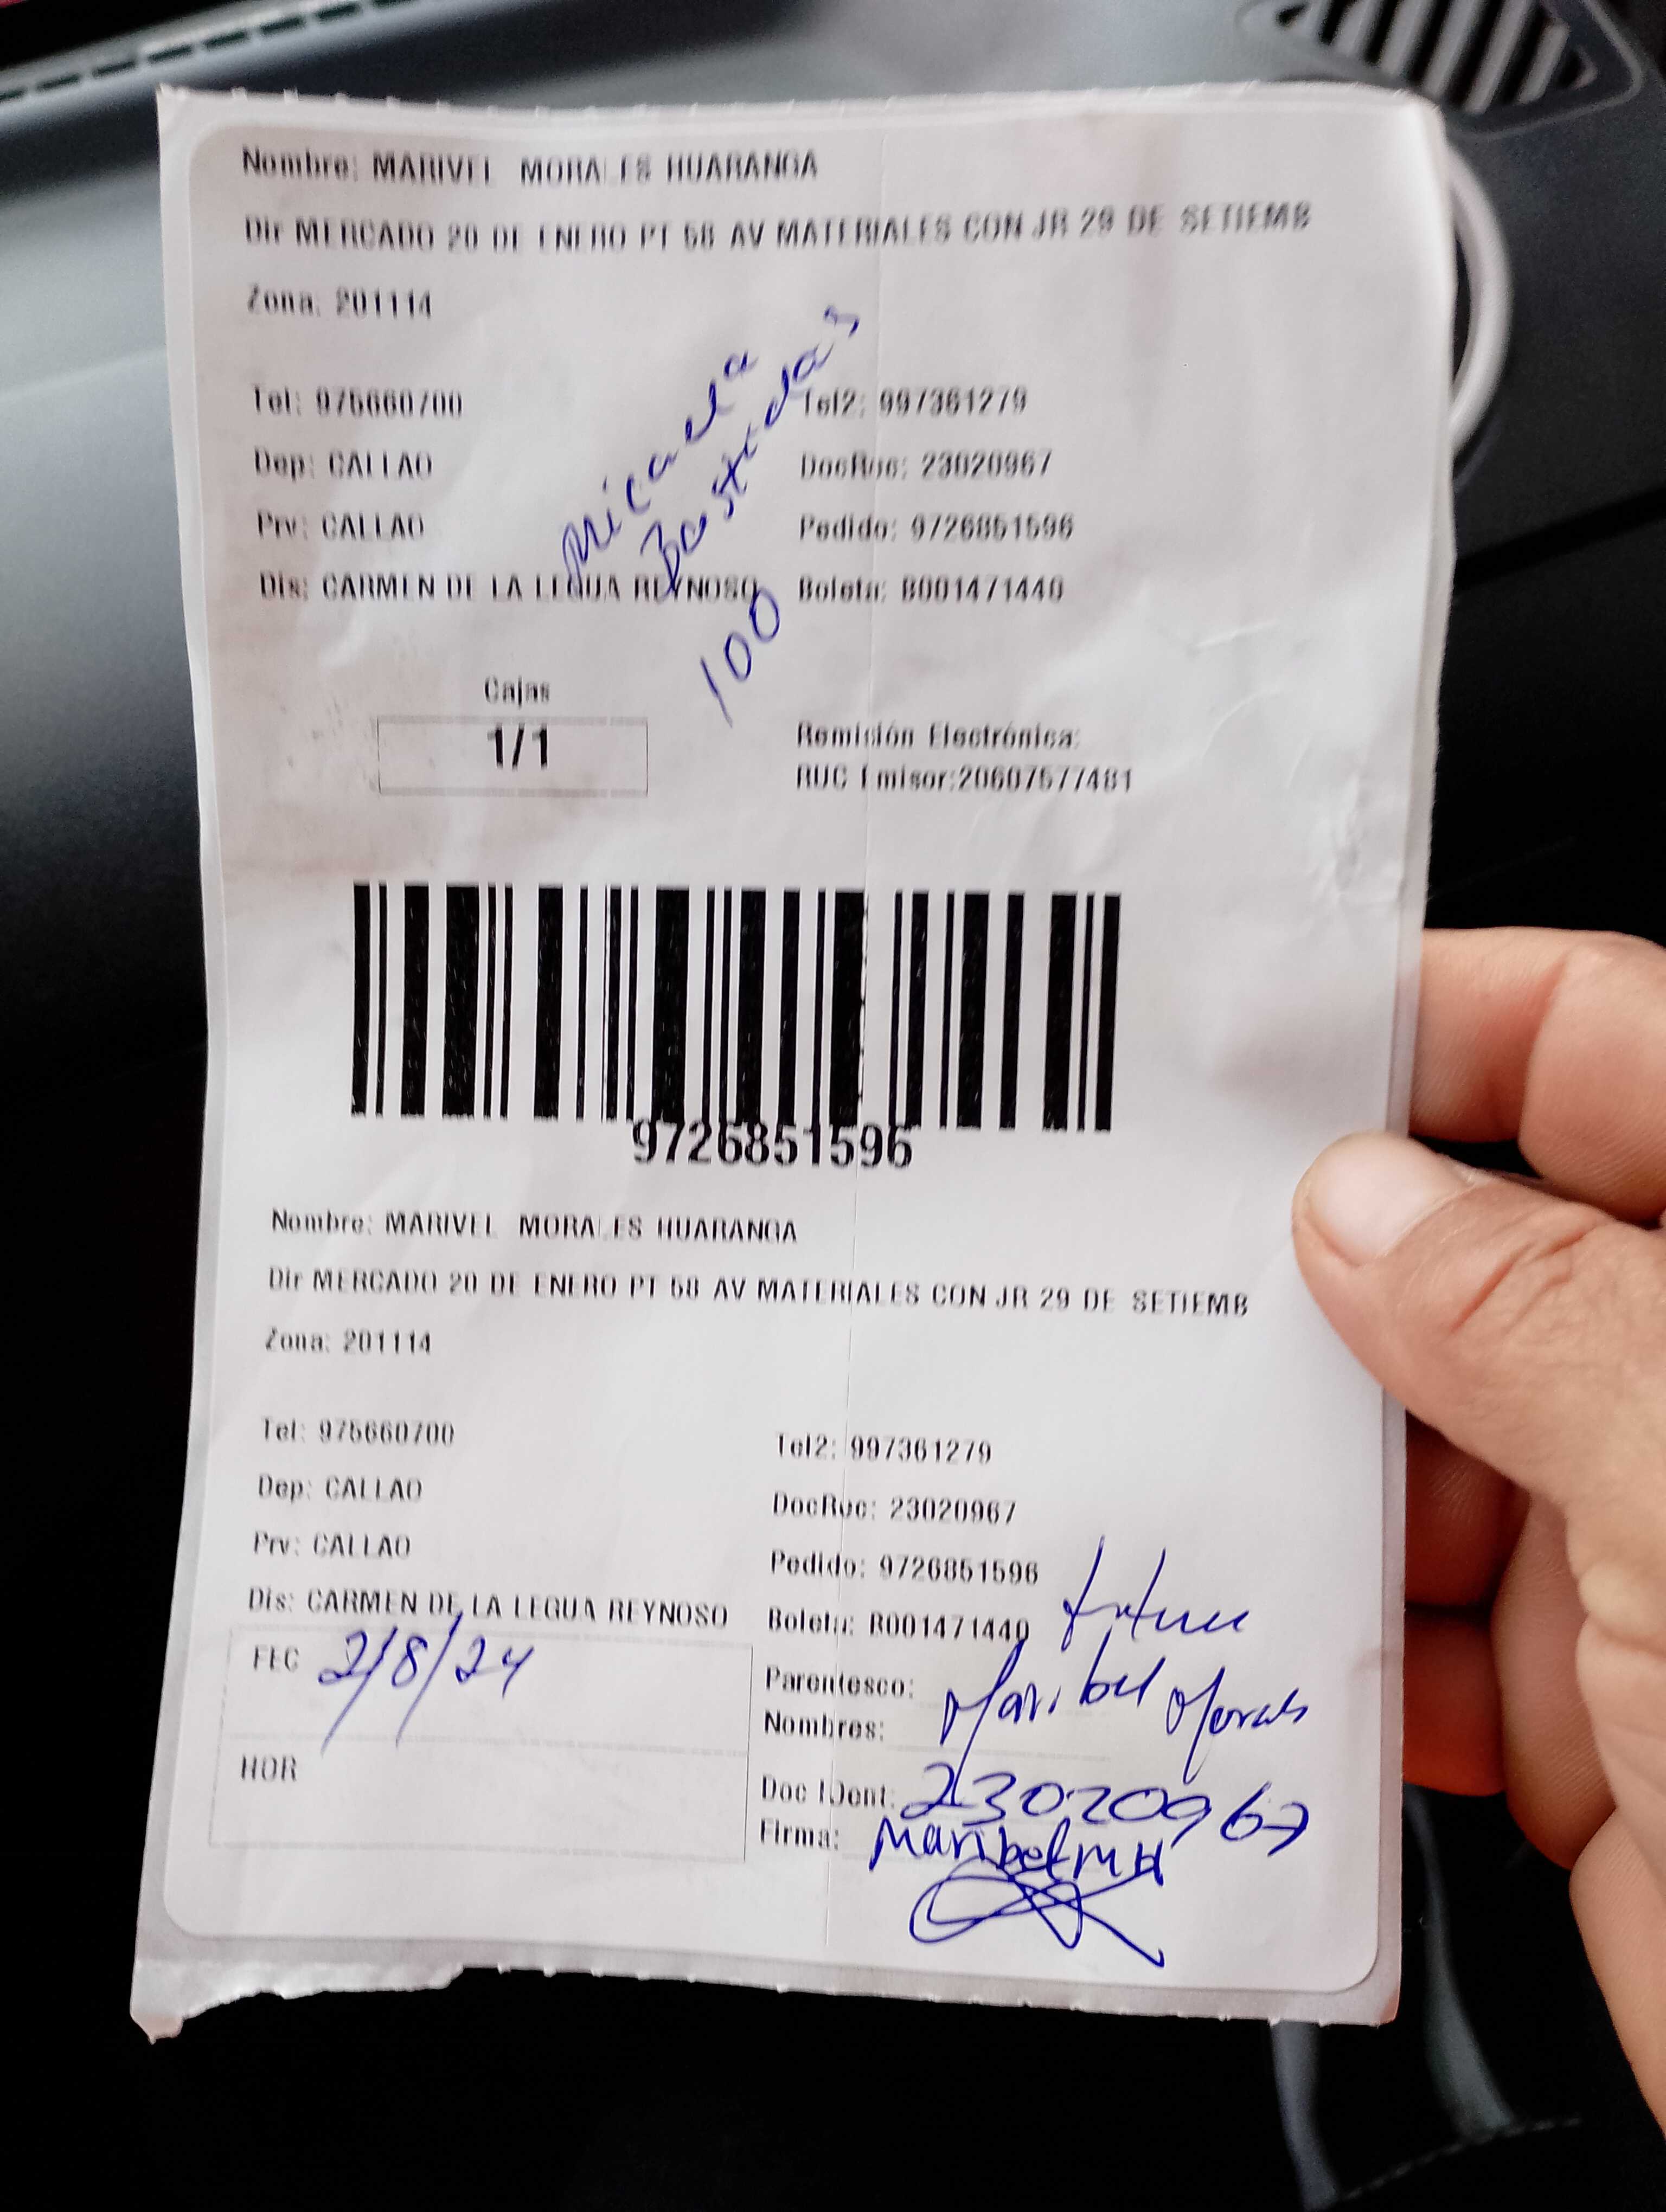 Nombre: MARIVEL MORALES HUARANGA
Dir MERCADO 20 DE ENERO PT 58 AV MATERIALES CON JR 29 DE SETIEMB
Zona: 201114
Micaela
Bastidas
100
Tel: 975660700 Tel2: 997361279
Dep: CALLAO DocRuc: 23020967
Prv: CALLAO Pedido: 9726851596
Dis: CARMEN DE LA LEGUA REYNOSO Boleta: B001471440
Cajas
1/1
Remisión Electrónica:
RUC Emisor:20607577481
9726851596
Nombre: MARIVEL MORALES HUARANGA
Dir MERCADO 20 DE ENERO PT 58 AV MATERIALES CON JR 29 DE SETIEMB
Zona: 201114
Tel: 975660700 Tel2: 997361279
Dep: CALLAO DocRuc: 23020967
Prv: CALLAO Pedido: 9726851596
Dis: CARMEN DE LA LEGUA REYNOSO Boleta: B001471440
FEC 2/8/24
HOR
Parentesco:
Nombres: Maribel Morales
Doc IDent: 23020967
Firma: Maribel M H